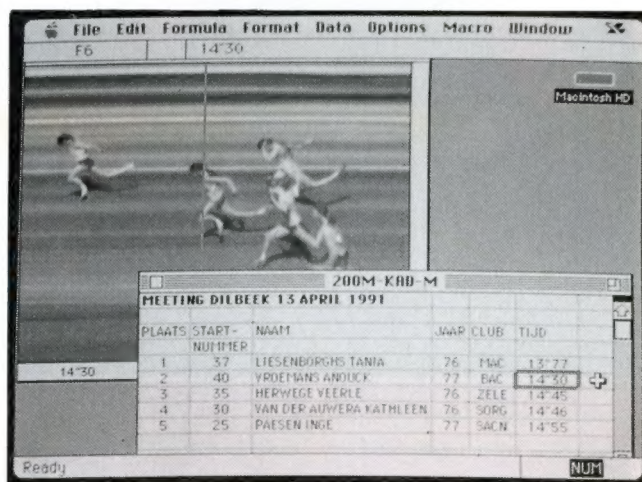 File Edit Formula Format Data Options Macro Window
F6 14"30
Macintosh HD
200M-KAD-M
MEETING DILBEEK 13 APRIL 1991
PLAATS START-NUMMER NAAM JAAR CLUB TIJD
1 37 LIESENBORGHS TANIA 76 MAC 13"77
2 40 VROEMANS ANOUCK 77 BAC 14"30
3 35 HERWEGE VEERLE 76 ZELE 14"45
4 30 VAN DER AUWERA KATHLEEN 76 SORG 14"46
5 25 PAESEN INGE 77 SACN 14"55
14"30
Ready NUM